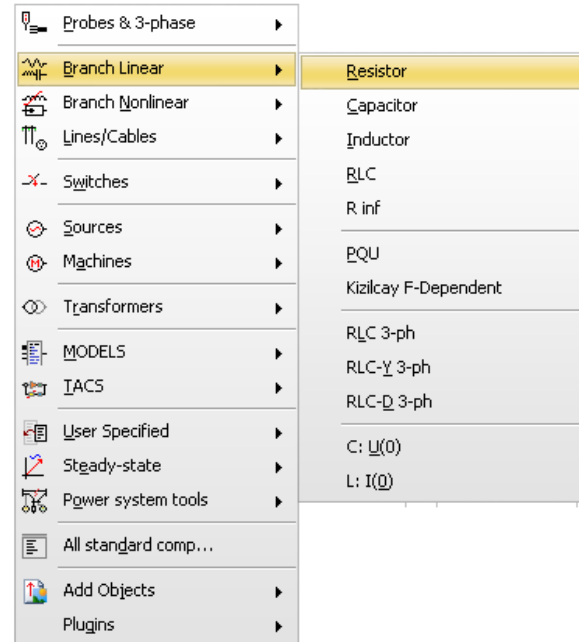 Probes & 3-phase
Branch Linear
Branch Nonlinear
Lines/Cables
Switches
Sources
Machines
Transformers
MODELS
TACS
User Specified
Steady-state
Power system tools
All standard comp...
Add Objects
Plugins
Resistor
Capacitor
Inductor
RLC
R inf
PQU
Kizilcay F-Dependent
RLC 3-ph
RLC-Y 3-ph
RLC-D 3-ph
C: U(0)
L: I(0)